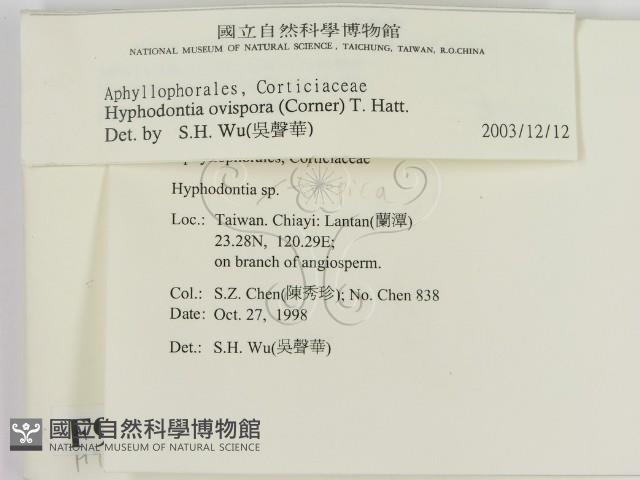 國立自然科學博物館
NATIONAL MUSEUM OF NATURAL SCIENCE, TAICHUNG, TAIWAN, R.O.CHINA
Aphyllophorales, Corticiaceae
Hyphodontia ovispora (Corner) T. Hatt.
Det. by S.H. Wu(吳聲華)
2003/12/12
Aphyllophorales, Corticiaceae
Hyphodontia sp.
Loc.: Taiwan. Chiayi: Lantan(蘭潭)
23.28N, 120.29E;
on branch of angiosperm.
Col.: S.Z. Chen(陳秀珍); No. Chen 838
Date: Oct. 27, 1998
Det.: S.H. Wu(吳聲華)
國立自然科學博物館
NATIONAL MUSEUM OF NATURAL SCIENCE